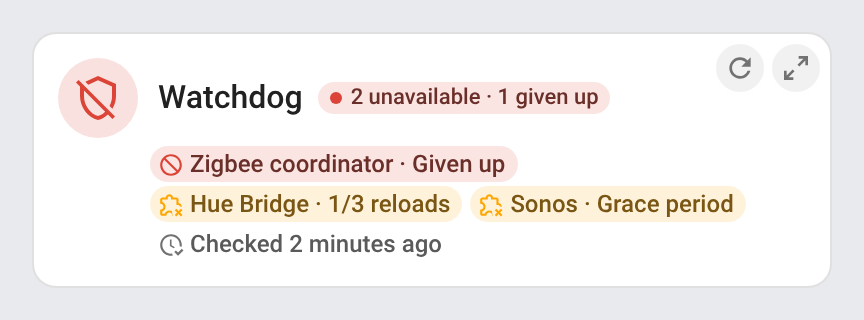 Watchdog 2 unavailable · 1 given up
Zigbee coordinator · Given up
Hue Bridge · 1/3 reloads Sonos · Grace period
Checked 2 minutes ago